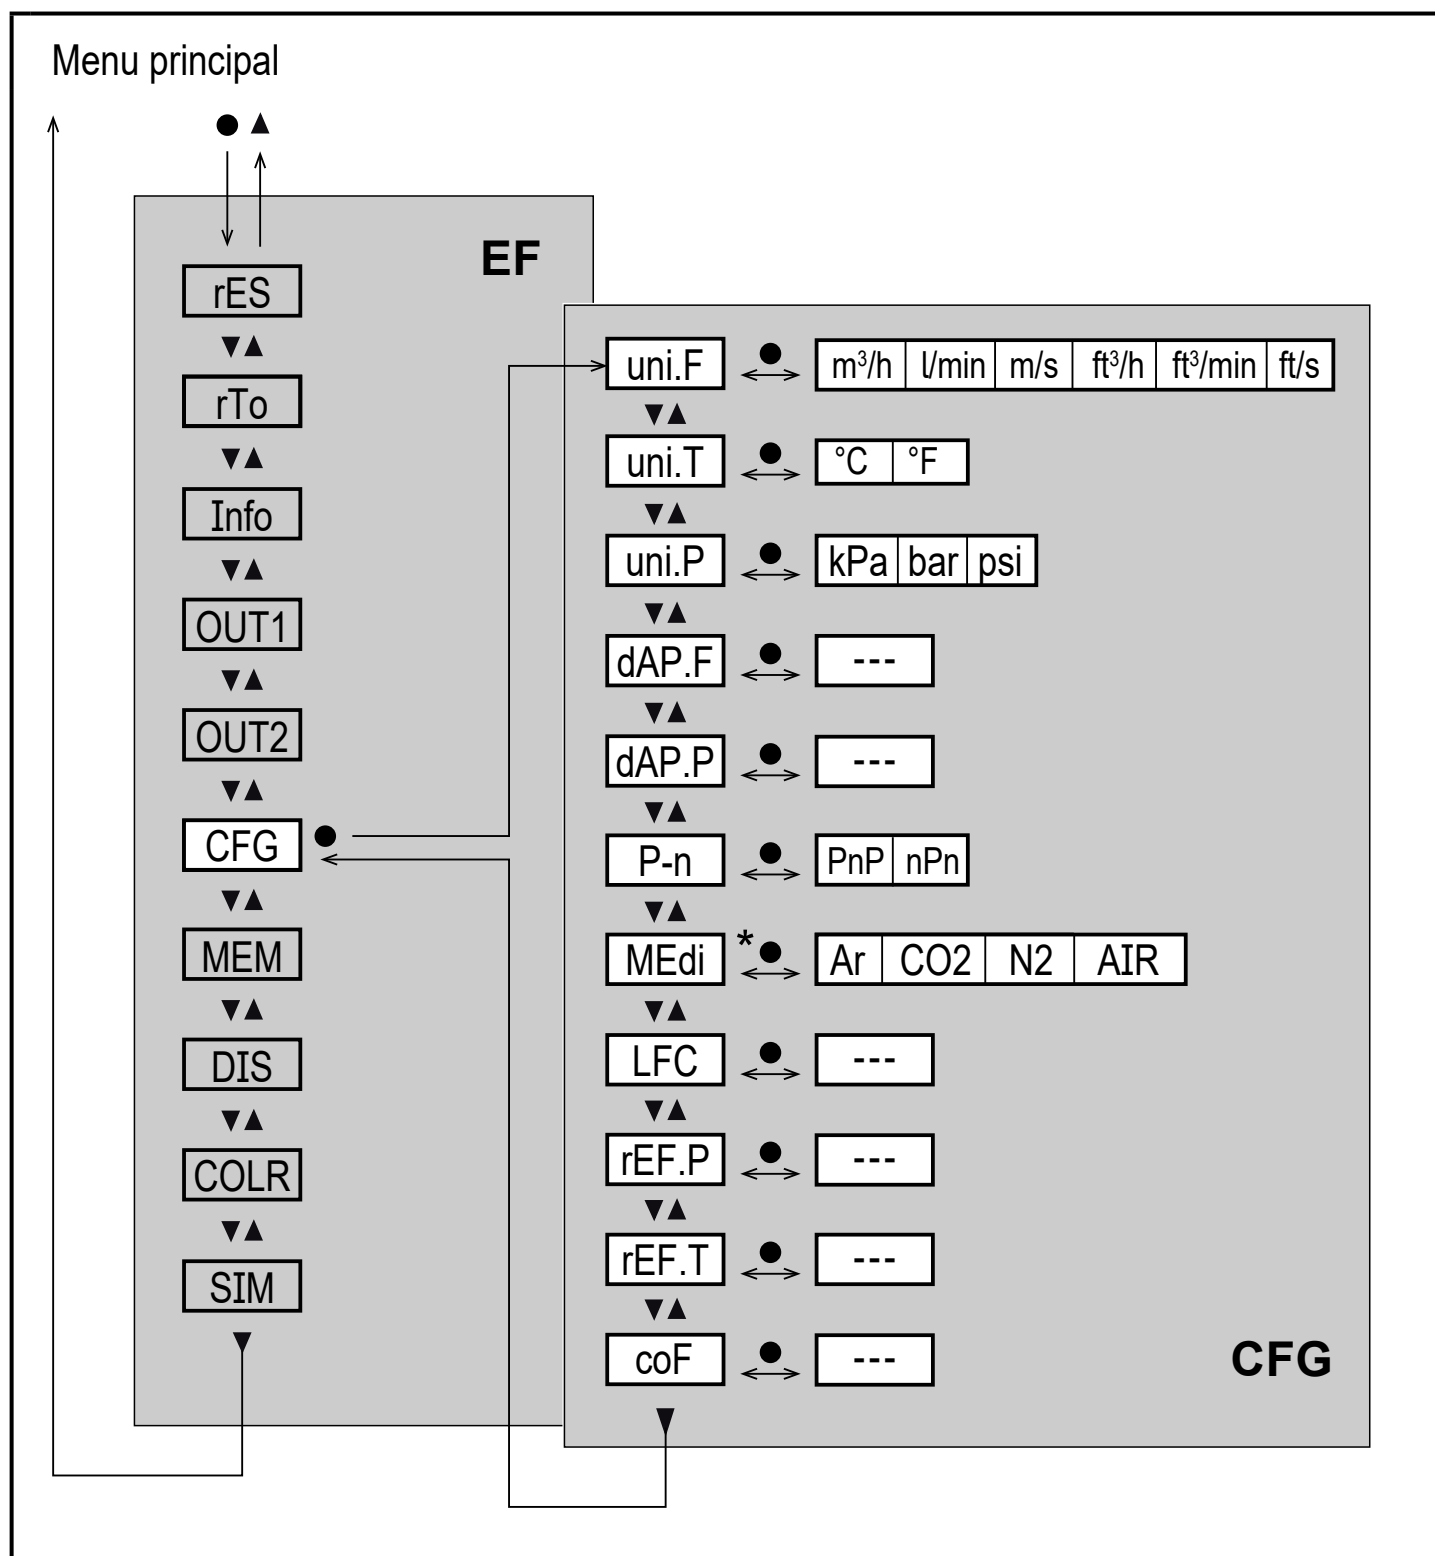 Menu principal
EF
rES
rTo
Info
OUT1
OUT2
CFG
MEM
DIS
COLR
SIM
uni.F m³/h l/min m/s ft³/h ft³/min ft/s
uni.T °C °F
uni.P kPa bar psi
dAP.F ---
dAP.P ---
P-n PnP nPn
MEdi * Ar CO2 N2 AIR
LFC ---
rEF.P ---
rEF.T ---
coF ---
CFG